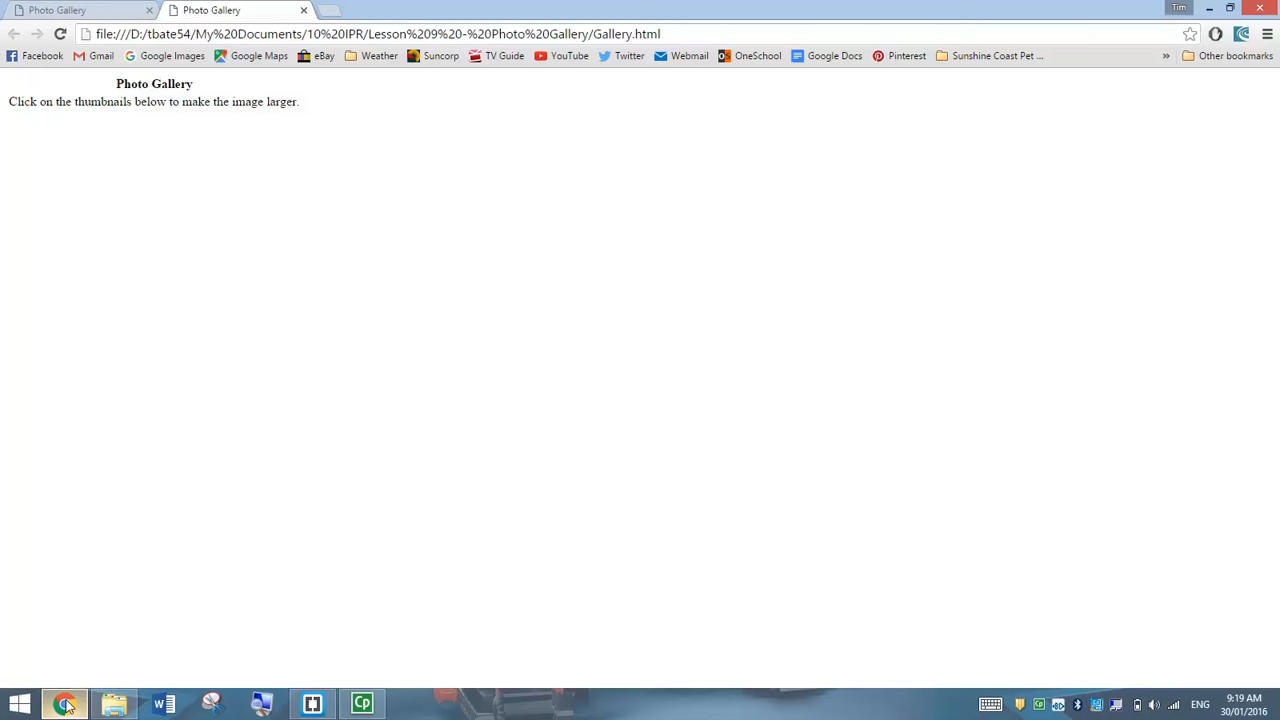 Photo Gallery
Photo Gallery
Tim
file:///D:/tbate54/My%20Documents/10%20IPR/Lesson%209%20-%20Photo%20Gallery/Gallery.html
Facebook Gmail Google Images Google Maps eBay Weather Suncorp TV Guide YouTube Twitter Webmail OneSchool Google Docs Pinterest Sunshine Coast Pet ... » Other bookmarks
Photo Gallery
Click on the thumbnails below to make the image larger.
Cp
9:19 AM
30/01/2016